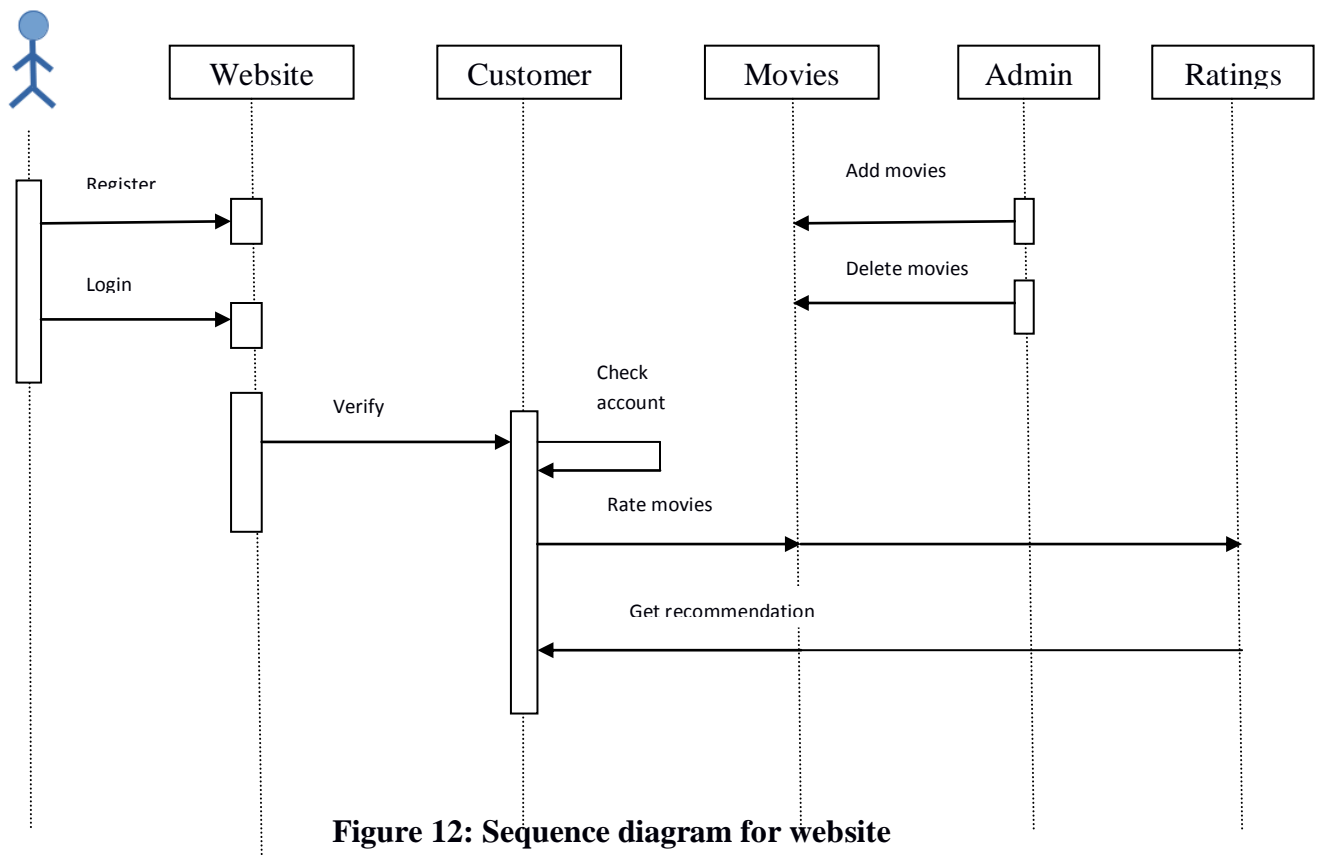 Website
Customer
Movies
Admin
Ratings
Register
Add movies
Login
Delete movies
Check
account
Verify
Rate movies
Get recommendation
Figure 12: Sequence diagram for website